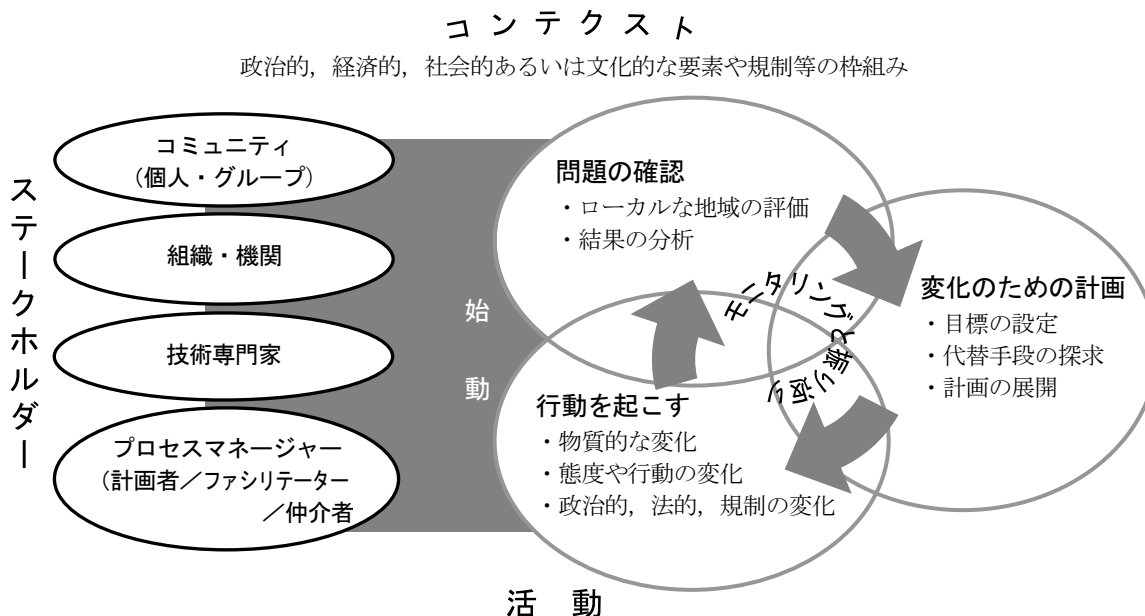 コンテクスト
政治的，経済的，社会的あるいは文化的な要素や規制等の枠組み
ステークホルダー
コミュニティ
（個人・グループ）
組織・機関
技術専門家
プロセスマネージャー
（計画者／ファシリテーター
／仲介者
始動
問題の確認
・ローカルな地域の評価
・結果の分析
モニタリングと振り返り
変化のための計画
・目標の設定
・代替手段の探求
・計画の展開
行動を起こす
・物質的な変化
・態度や行動の変化
・政治的，法的，規制の変化
活動